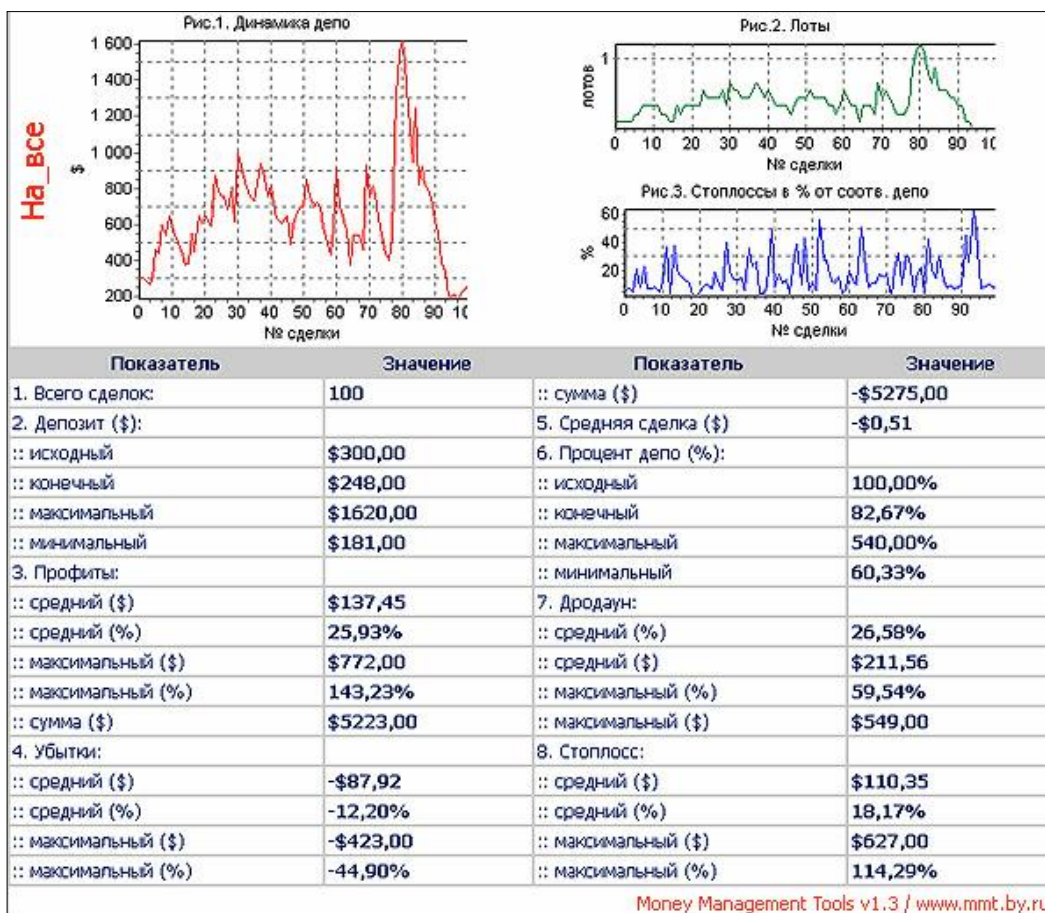 На_все
Рис.1. Динамика депо
1 600
1 400
1 200
1 000
800
600
400
200
$
0 10 20 30 40 50 60 70 80 90 10
№ сделки
Рис.2. Лоты
1
лотов
0 10 20 30 40 50 60 70 80 90 10
№ сделки
Рис.3. Стоплоссы в % от соотв. депо
60
40
20
%
0 10 20 30 40 50 60 70 80 90
№ сделки
Показатель Значение Показатель Значение
1. Всего сделок: 100 :: сумма ($) -$5275,00
2. Депозит ($): 5. Средняя сделка ($) -$0,51
:: исходный $300,00 6. Процент депо (%):
:: конечный $248,00 :: исходный 100,00%
:: максимальный $1620,00 :: конечный 82,67%
:: минимальный $181,00 :: максимальный 540,00%
3. Профиты: :: минимальный 60,33%
:: средний ($) $137,45 7. Дродаун:
:: средний (%) 25,93% :: средний (%) 26,58%
:: максимальный ($) $772,00 :: средний ($) $211,56
:: максимальный (%) 143,23% :: максимальный (%) 59,54%
:: сумма ($) $5223,00 :: максимальный ($) $549,00
4. Убытки: 8. Стоплосс:
:: средний ($) -$87,92 :: средний ($) $110,35
:: средний (%) -12,20% :: средний (%) 18,17%
:: максимальный ($) -$423,00 :: максимальный ($) $627,00
:: максимальный (%) -44,90% :: максимальный (%) 114,29%
Money Management Tools v1.3 / www.mmt.by.ru